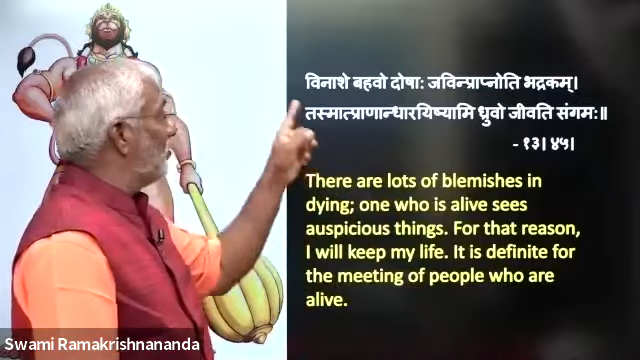 विनाशे बहवो दोषाः जविन्प्राप्नोति भद्रकम्।
तस्मात्प्राणान्धारयिष्यामि ध्रुवो जीवति संगमः॥
- १३। ४५।
There are lots of blemishes in
dying; one who is alive sees
auspicious things. For that reason,
I will keep my life. It is definite for
the meeting of people who are
alive.
Swami Ramakrishnananda